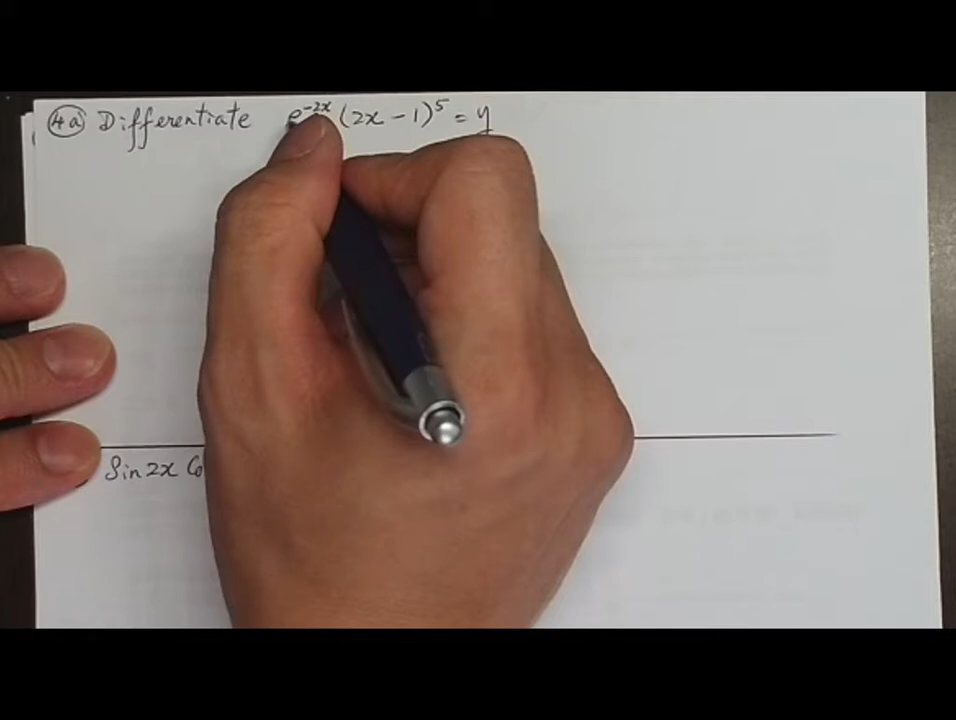 4a) Differentiate e^{-2x} (2x - 1)^5 = y
Sin 2x